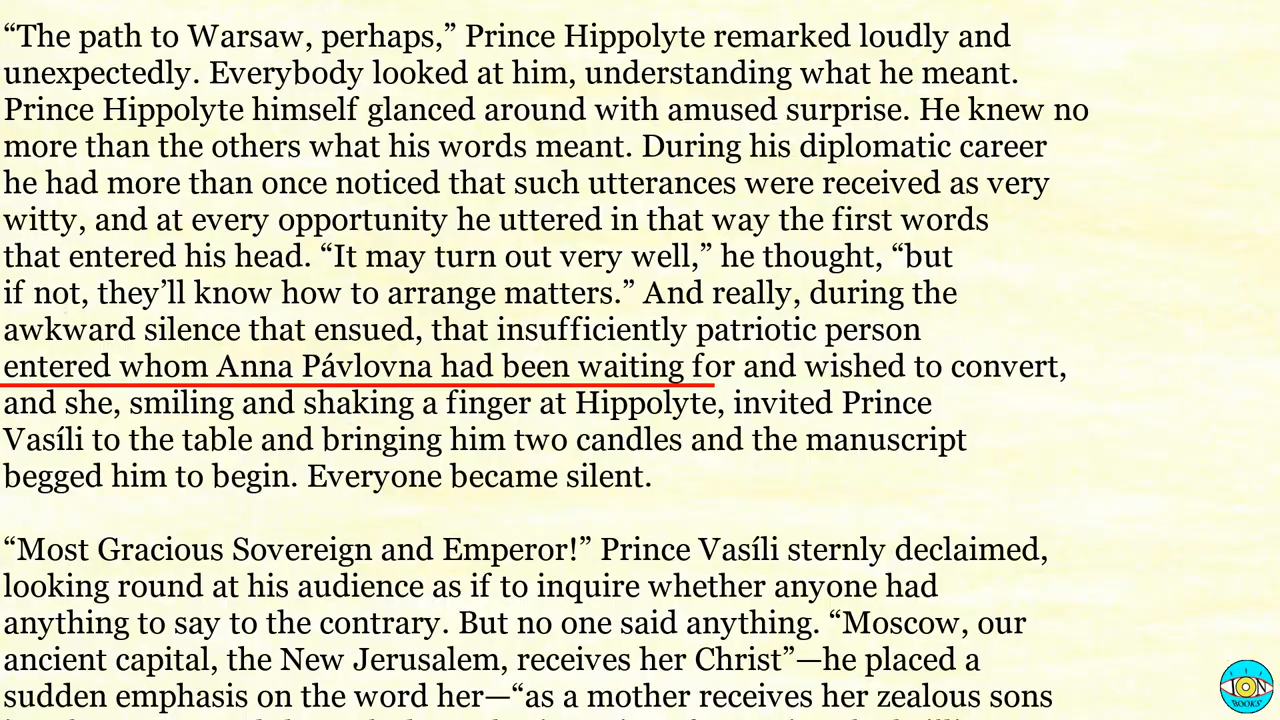 “The path to Warsaw, perhaps,” Prince Hippolyte remarked loudly and
unexpectedly. Everybody looked at him, understanding what he meant.
Prince Hippolyte himself glanced around with amused surprise. He knew no
more than the others what his words meant. During his diplomatic career
he had more than once noticed that such utterances were received as very
witty, and at every opportunity he uttered in that way the first words
that entered his head. “It may turn out very well,” he thought, “but
if not, they’ll know how to arrange matters.” And really, during the
awkward silence that ensued, that insufficiently patriotic person
entered whom Anna Pávlovna had been waiting for and wished to convert,
and she, smiling and shaking a finger at Hippolyte, invited Prince
Vasíli to the table and bringing him two candles and the manuscript
begged him to begin. Everyone became silent.
“Most Gracious Sovereign and Emperor!” Prince Vasíli sternly declaimed,
looking round at his audience as if to inquire whether anyone had
anything to say to the contrary. But no one said anything. “Moscow, our
ancient capital, the New Jerusalem, receives her Christ”—he placed a
sudden emphasis on the word her—“as a mother receives her zealous sons
ION
BOOKS